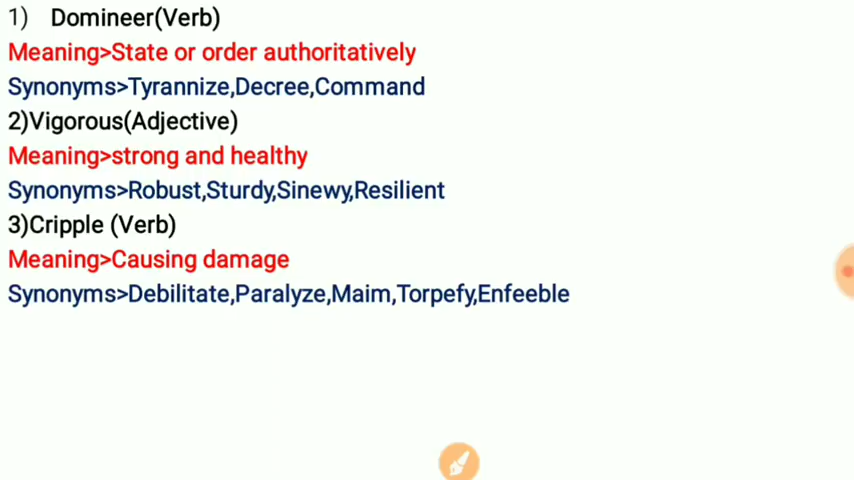 1) Domineer(Verb)
Meaning>State or order authoritatively
Synonyms>Tyrannize,Decree,Command
2)Vigorous(Adjective)
Meaning>strong and healthy
Synonyms>Robust,Sturdy,Sinewy,Resilient
3)Cripple (Verb)
Meaning>Causing damage
Synonyms>Debilitate,Paralyze,Maim,Torpefy,Enfeeble